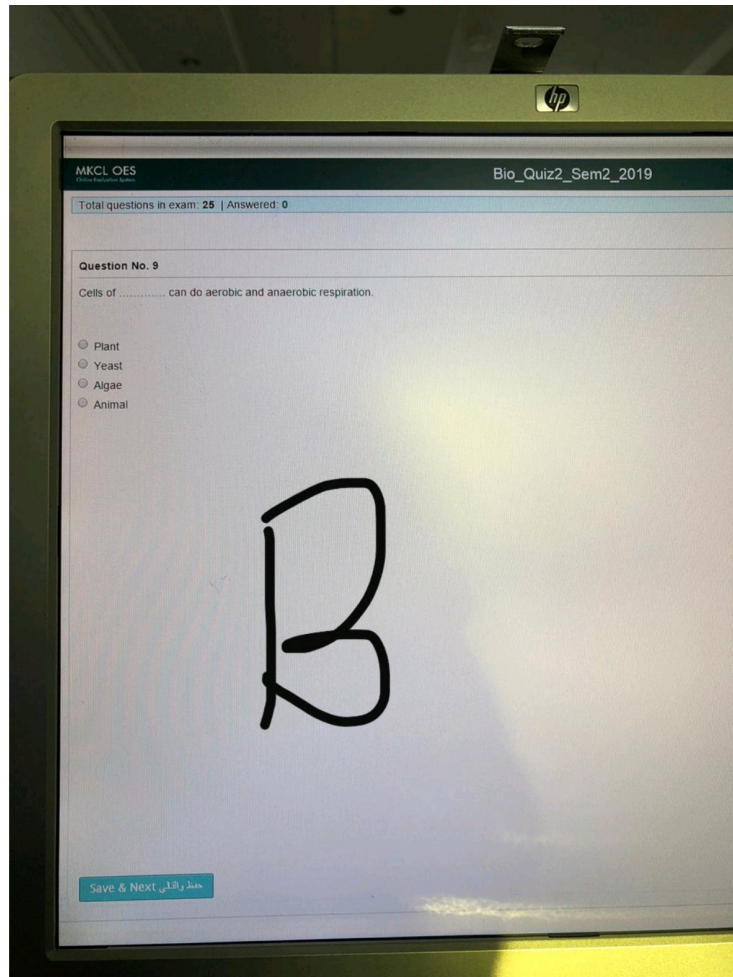 hp
MKCL OES
Online Evaluation System
Bio_Quiz2_Sem2_2019
Total questions in exam: 25 | Answered: 0
Question No. 9
Cells of ............. can do aerobic and anaerobic respiration.
Plant
Yeast
Algae
Animal
B
Save & Next حفظ والتالي